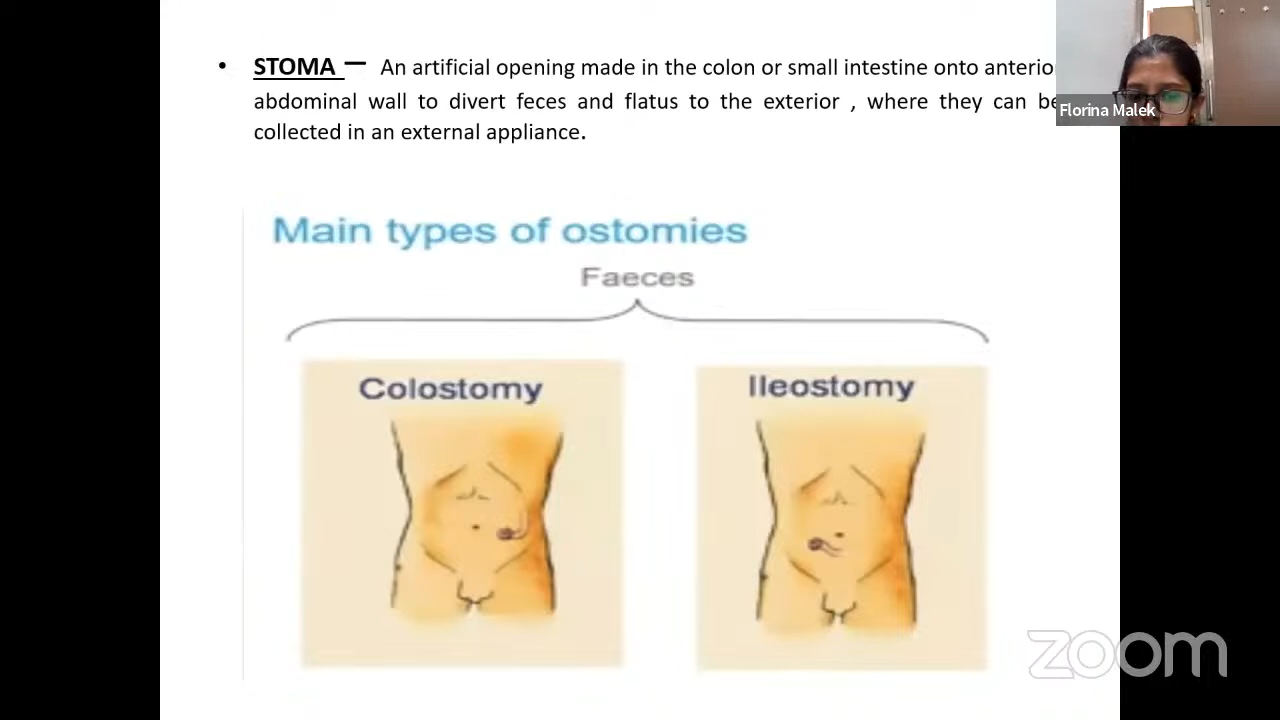 • STOMA – An artificial opening made in the colon or small intestine onto anterio
abdominal wall to divert feces and flatus to the exterior , where they can be
collected in an external appliance.
Florina Malek
Main types of ostomies
Faeces
Colostomy
Ileostomy
zoom